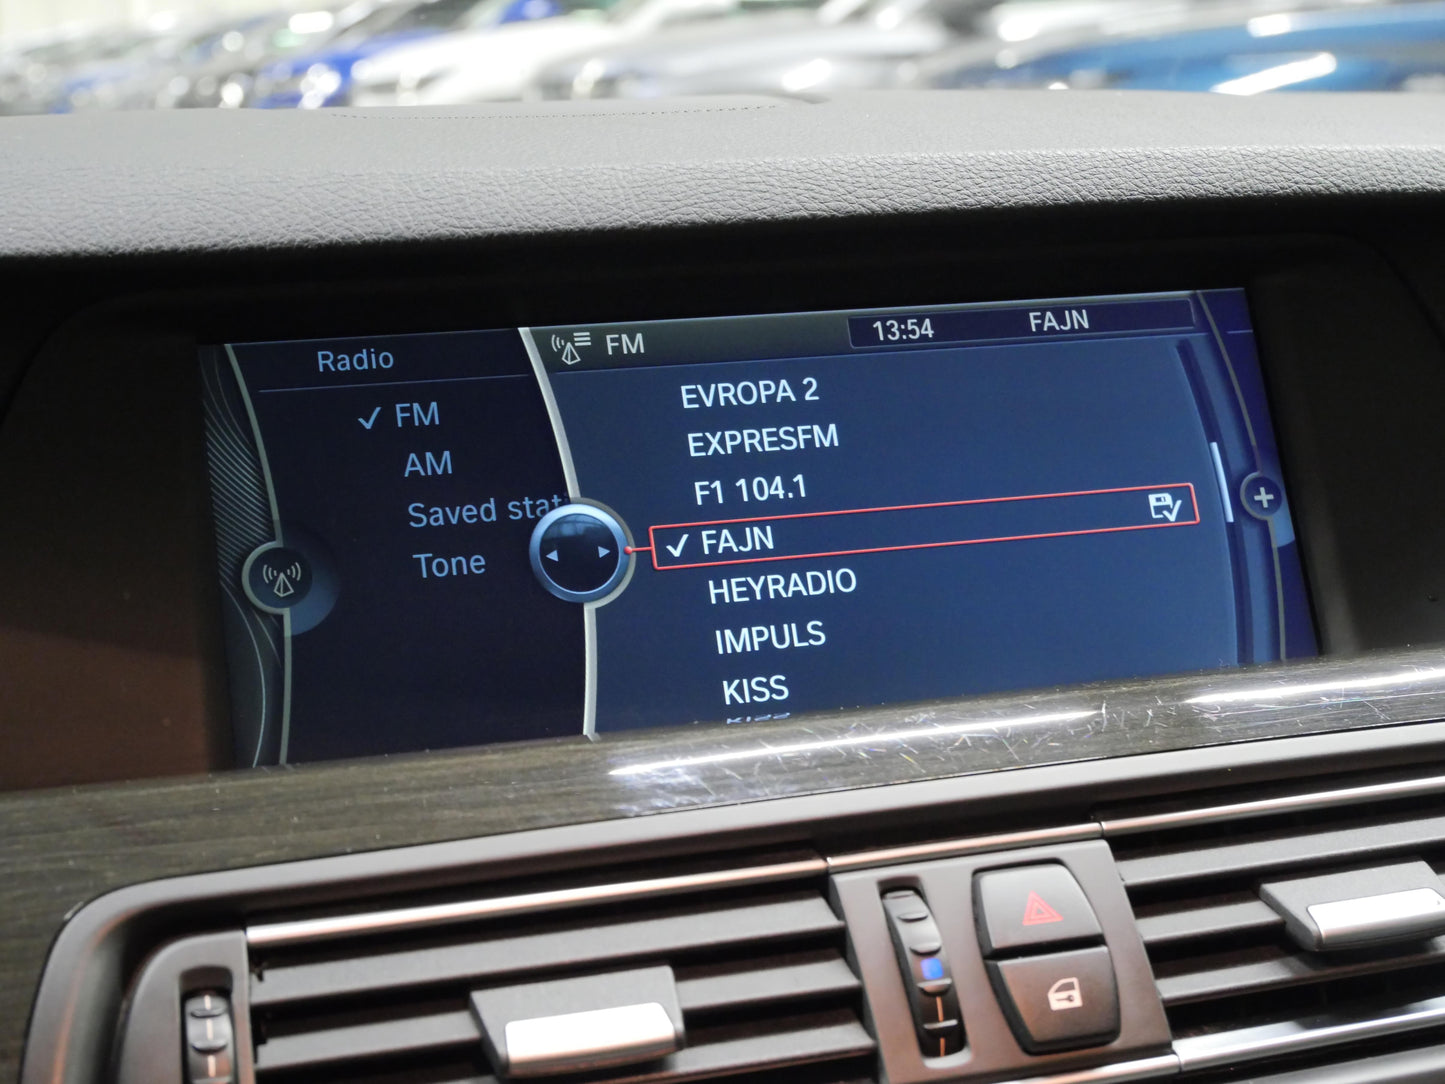 Radio
FM
AM
Saved stat
Tone
FM
13:54
FAJN
EVROPA 2
EXPRESFM
F1 104.1
FAJN
HEYRADIO
IMPULS
KISS